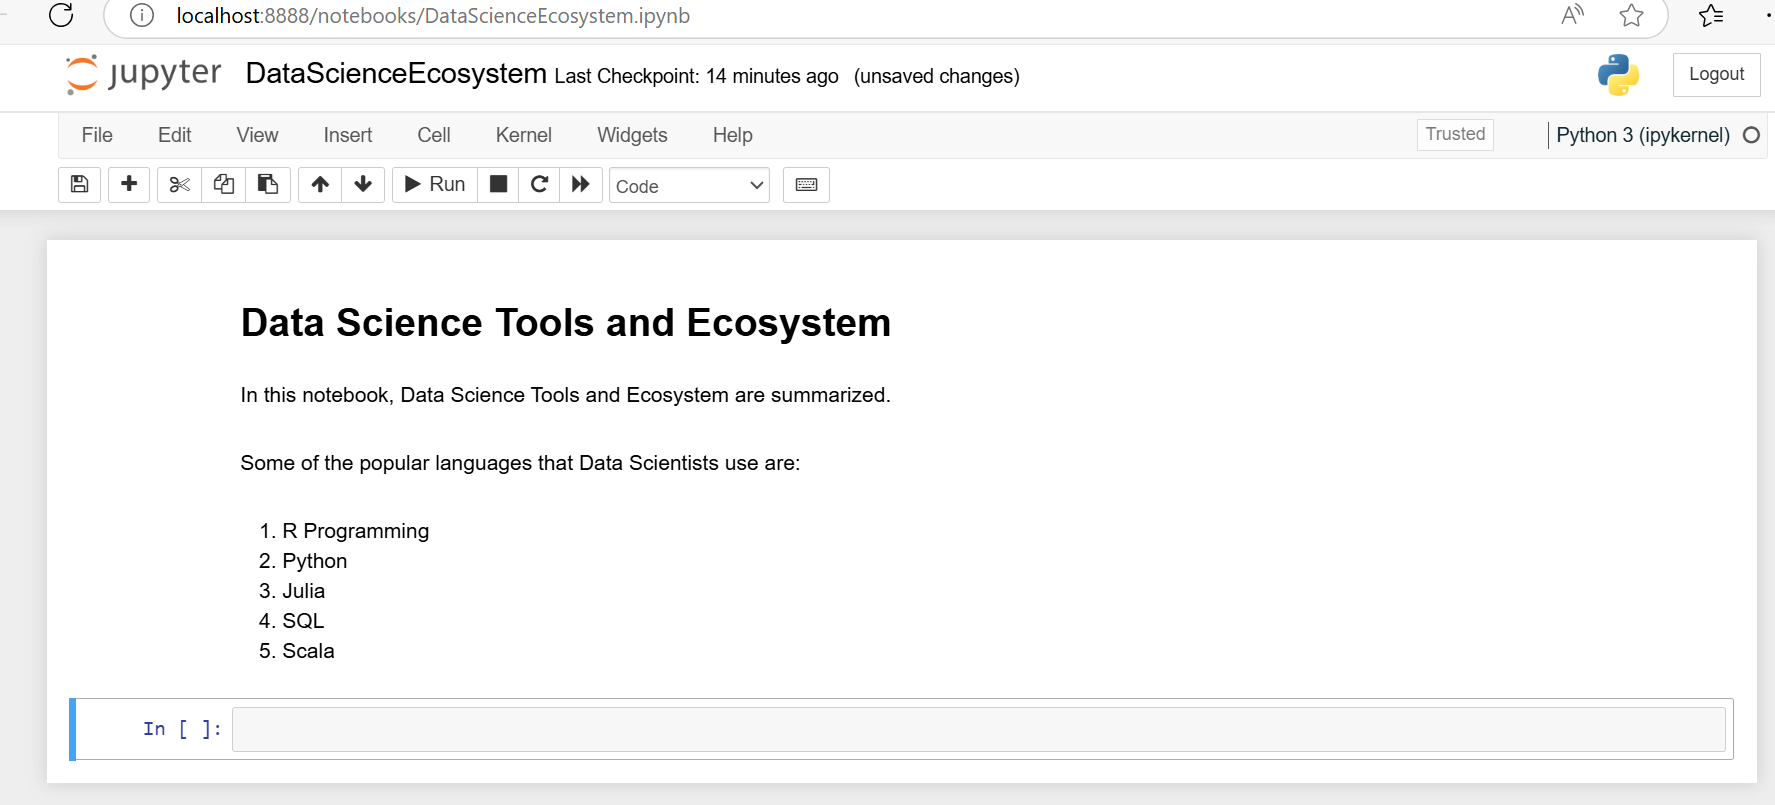 localhost:8888/notebooks/DataScienceEcosystem.ipynb
jupyter DataScienceEcosystem Last Checkpoint: 14 minutes ago (unsaved changes) Logout
File Edit View Insert Cell Kernel Widgets Help Trusted Python 3 (ipykernel)
Run Code
Data Science Tools and Ecosystem
In this notebook, Data Science Tools and Ecosystem are summarized.
Some of the popular languages that Data Scientists use are:
1. R Programming
2. Python
3. Julia
4. SQL
5. Scala
In [ ]: